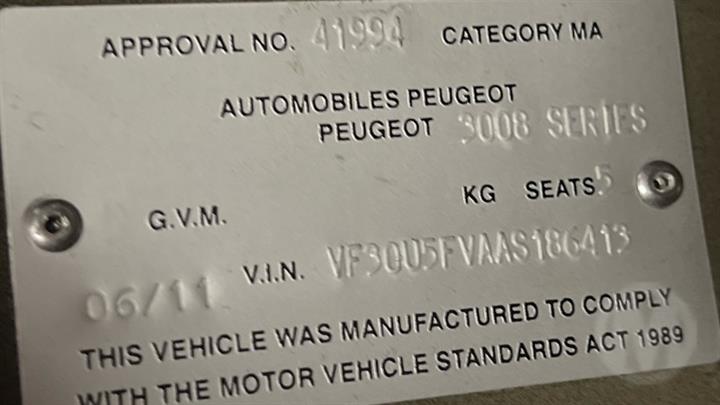 APPROVAL NO. 41994 CATEGORY MA
AUTOMOBILES PEUGEOT
PEUGEOT 3008 SERIES
G.V.M. KG SEATS 5
06/11 V.I.N. VF30U5FVAAS186413
THIS VEHICLE WAS MANUFACTURED TO COMPLY
WITH THE MOTOR VEHICLE STANDARDS ACT 1989